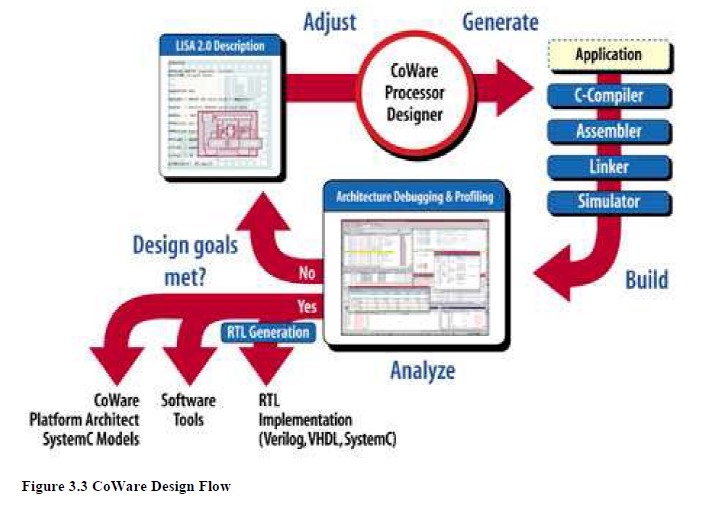 Adjust
Generate
LISA 2.0 Description
CoWare
Processor
Designer
Application
C-Compiler
Assembler
Linker
Simulator
Architecture Debugging & Profiling
Design goals
met?
No
Yes
Build
RTL Generation
Analyze
CoWare
Platform Architect
SystemC Models
Software
Tools
RTL
Implementation
(Verilog, VHDL, SystemC)
Figure 3.3 CoWare Design Flow